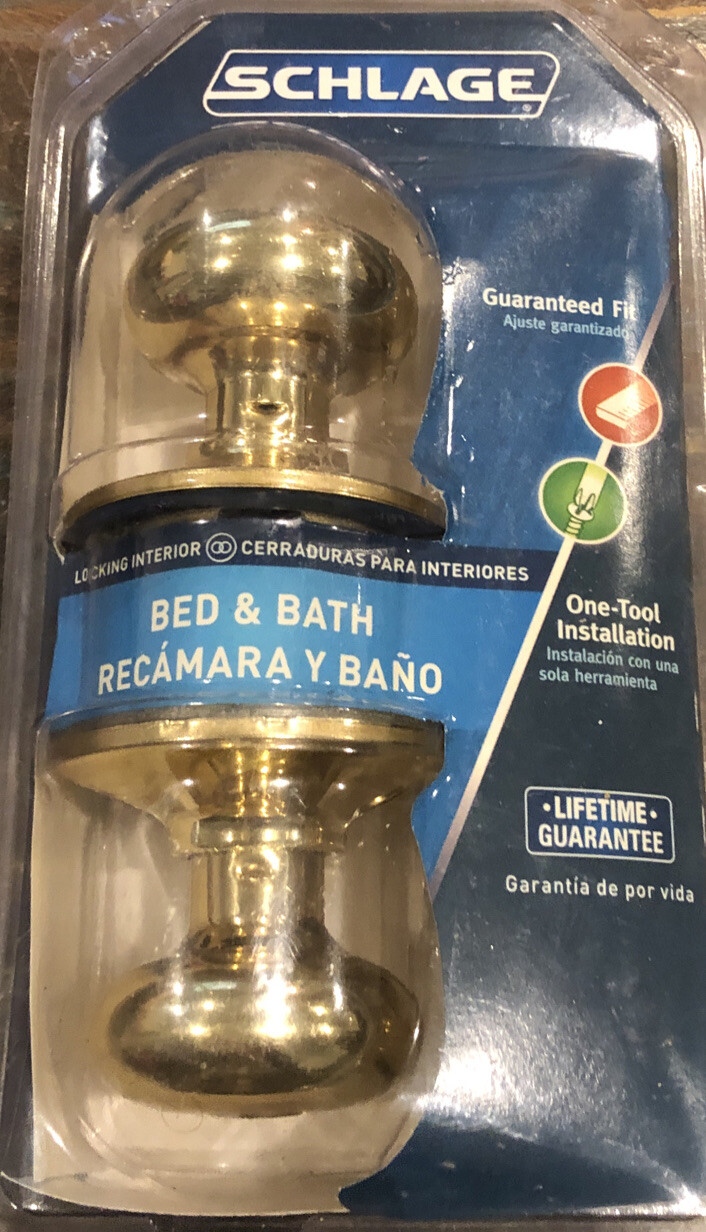 SCHLAGE
Guaranteed Fit
Ajuste garantizado
LOCKING INTERIOR CERRADURAS PARA INTERIORES
BED & BATH
RECÁMARA Y BAÑO
One-Tool
Installation
Instalación con una
sola herramienta
• LIFETIME •
GUARANTEE
Garantía de por vida